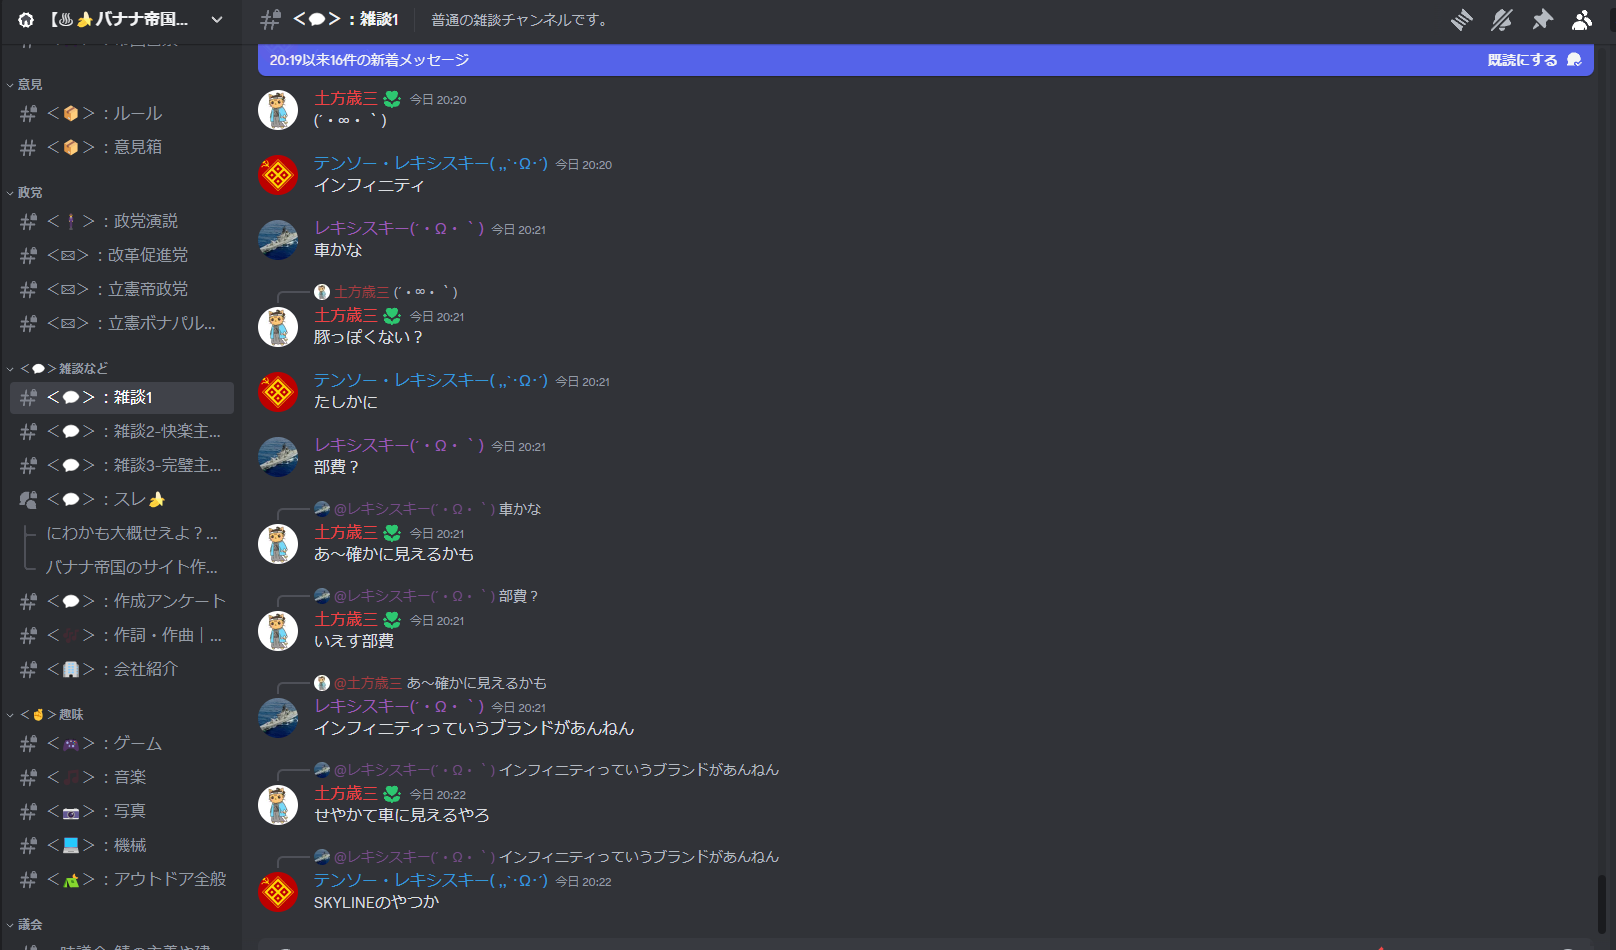 【♨️🍌バナナ帝国...
意見
＜📦＞：ルール
＜📦＞：意見箱
政党
＜🕴＞：政党演説
＜✉＞：改革促進党
＜✉＞：立憲帝政党
＜✉＞：立憲ボナパル...
＜💬＞雑談など
＜💬＞：雑談1
＜💬＞：雑談2-快楽主...
＜💬＞：雑談3-完璧主...
＜💬＞：スレ🍌
にわかも大概せえよ？...
バナナ帝国のサイト作...
＜💬＞：作成アンケート
＜🎼＞：作詞・作曲｜...
＜🏢＞：会社紹介
＜✌＞趣味
＜🎮＞：ゲーム
＜🎵＞：音楽
＜📷＞：写真
＜💻＞：機械
＜🏕＞：アウトドア全般
議会
＜💬＞：雑談1 普通の雑談チャンネルです。
20:19以来16件の新着メッセージ 既読にする
土方歳三 今日 20:20
(´・∞・｀)
テンソー・レキシスキー( ,,`･Ω･´) 今日 20:20
インフィニティ
レキシスキー(´・Ω・｀) 今日 20:21
車かな
土方歳三 (´・∞・｀)
土方歳三 今日 20:21
豚っぽくない？
テンソー・レキシスキー( ,,`･Ω･´) 今日 20:21
たしかに
レキシスキー(´・Ω・｀) 今日 20:21
部費？
@レキシスキー(´・Ω・｀) 車かな
土方歳三 今日 20:21
あ～確かに見えるかも
@レキシスキー(´・Ω・｀) 部費？
土方歳三 今日 20:21
いえす部費
@土方歳三 あ～確かに見えるかも
レキシスキー(´・Ω・｀) 今日 20:21
インフィニティっていうブランドがあんねん
@レキシスキー(´・Ω・｀) インフィニティっていうブランドがあんねん
土方歳三 今日 20:22
せやかて車に見えるやろ
@レキシスキー(´・Ω・｀) インフィニティっていうブランドがあんねん
テンソー・レキシスキー( ,,`･Ω･´) 今日 20:22
SKYLINEのやつか